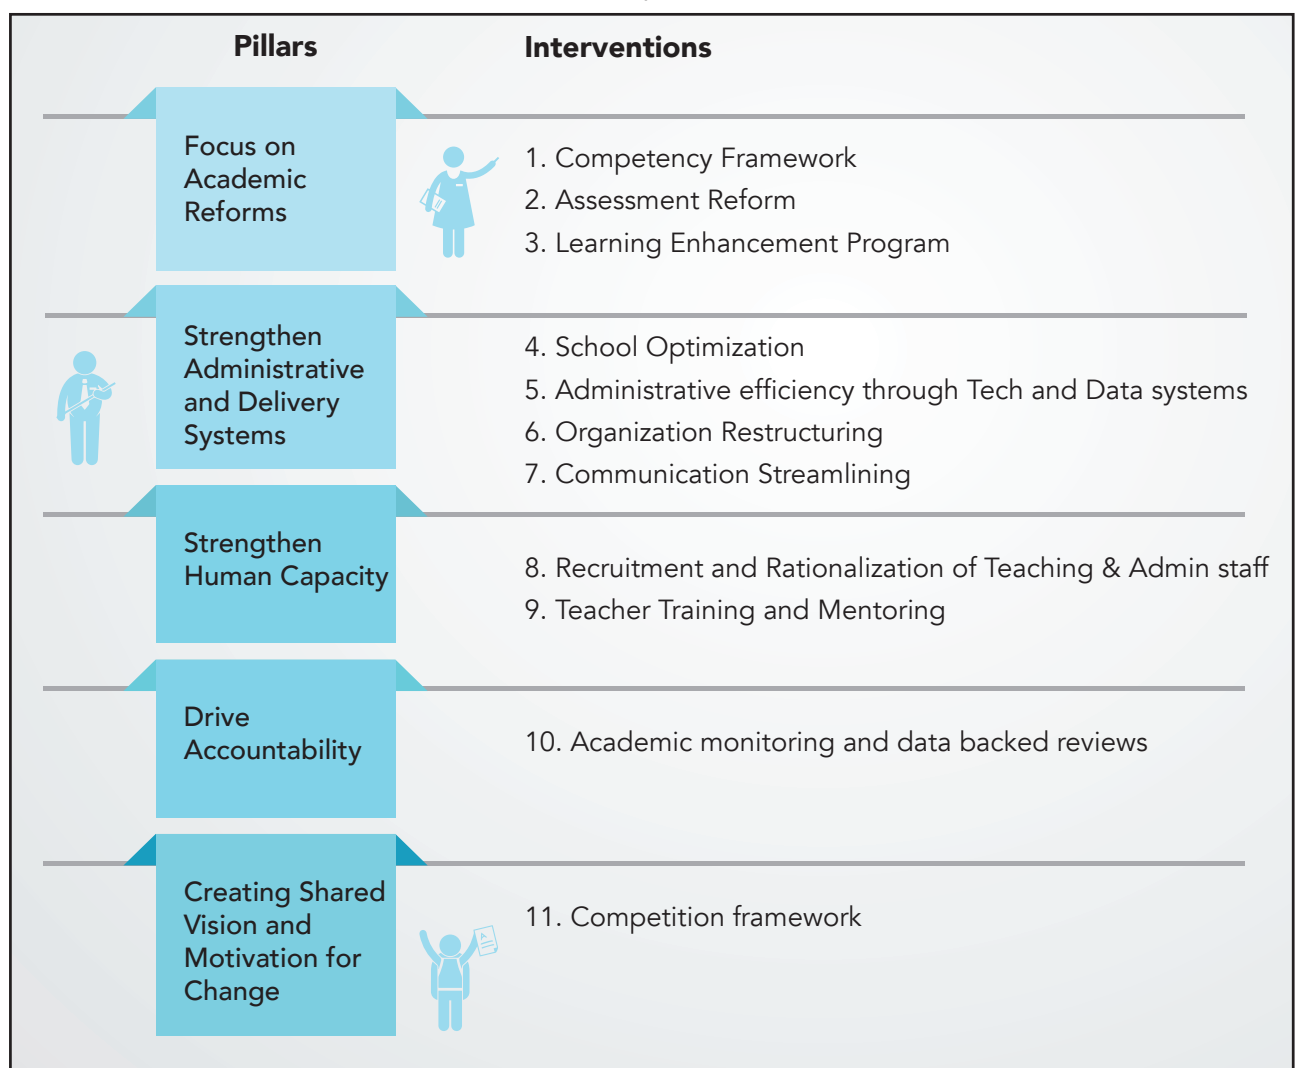 Pillars
Interventions
Focus on
Academic
Reforms
1. Competency Framework
2. Assessment Reform
3. Learning Enhancement Program
Strengthen
Administrative
and Delivery
Systems
4. School Optimization
5. Administrative efficiency through Tech and Data systems
6. Organization Restructuring
7. Communication Streamlining
Strengthen
Human Capacity
8. Recruitment and Rationalization of Teaching & Admin staff
9. Teacher Training and Mentoring
Drive
Accountability
10. Academic monitoring and data backed reviews
Creating Shared
Vision and
Motivation for
Change
A
11. Competition framework